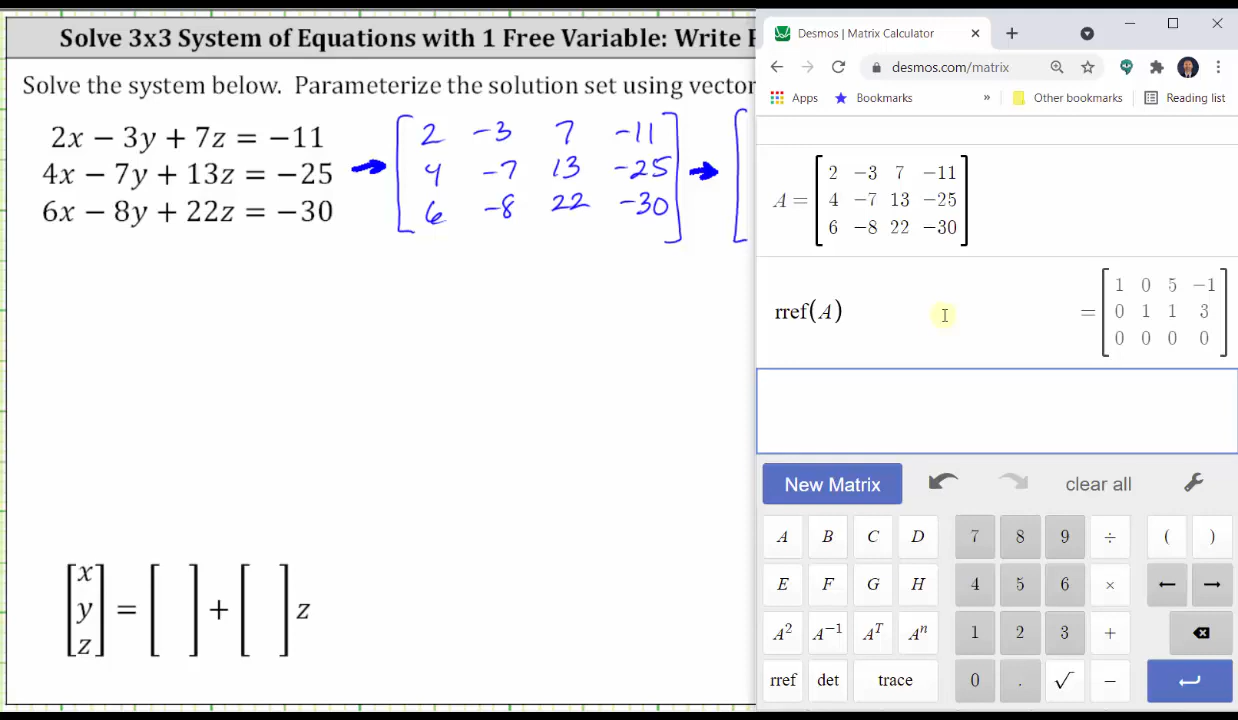 Solve 3x3 System of Equations with 1 Free Variable: Write
Solve the system below. Parameterize the solution set using vector
2x − 3y + 7z = −11
4x − 7y + 13z = −25
6x − 8y + 22z = −30
2 −3 7 −11
4 −7 13 −25
6 −8 22 −30
[x y z] = [ ] + [ ] z
Desmos | Matrix Calculator
desmos.com/matrix
Apps Bookmarks » Other bookmarks Reading list
A =
2 −3 7 −11
4 −7 13 −25
6 −8 22 −30
rref(A)
=
1 0 5 −1
0 1 1 3
0 0 0 0
New Matrix clear all
A B C D 7 8 9 ÷ ( )
E F G H 4 5 6 × ← →
A² A⁻¹ Aᵀ Aⁿ 1 2 3 +
rref det trace 0 . √ −